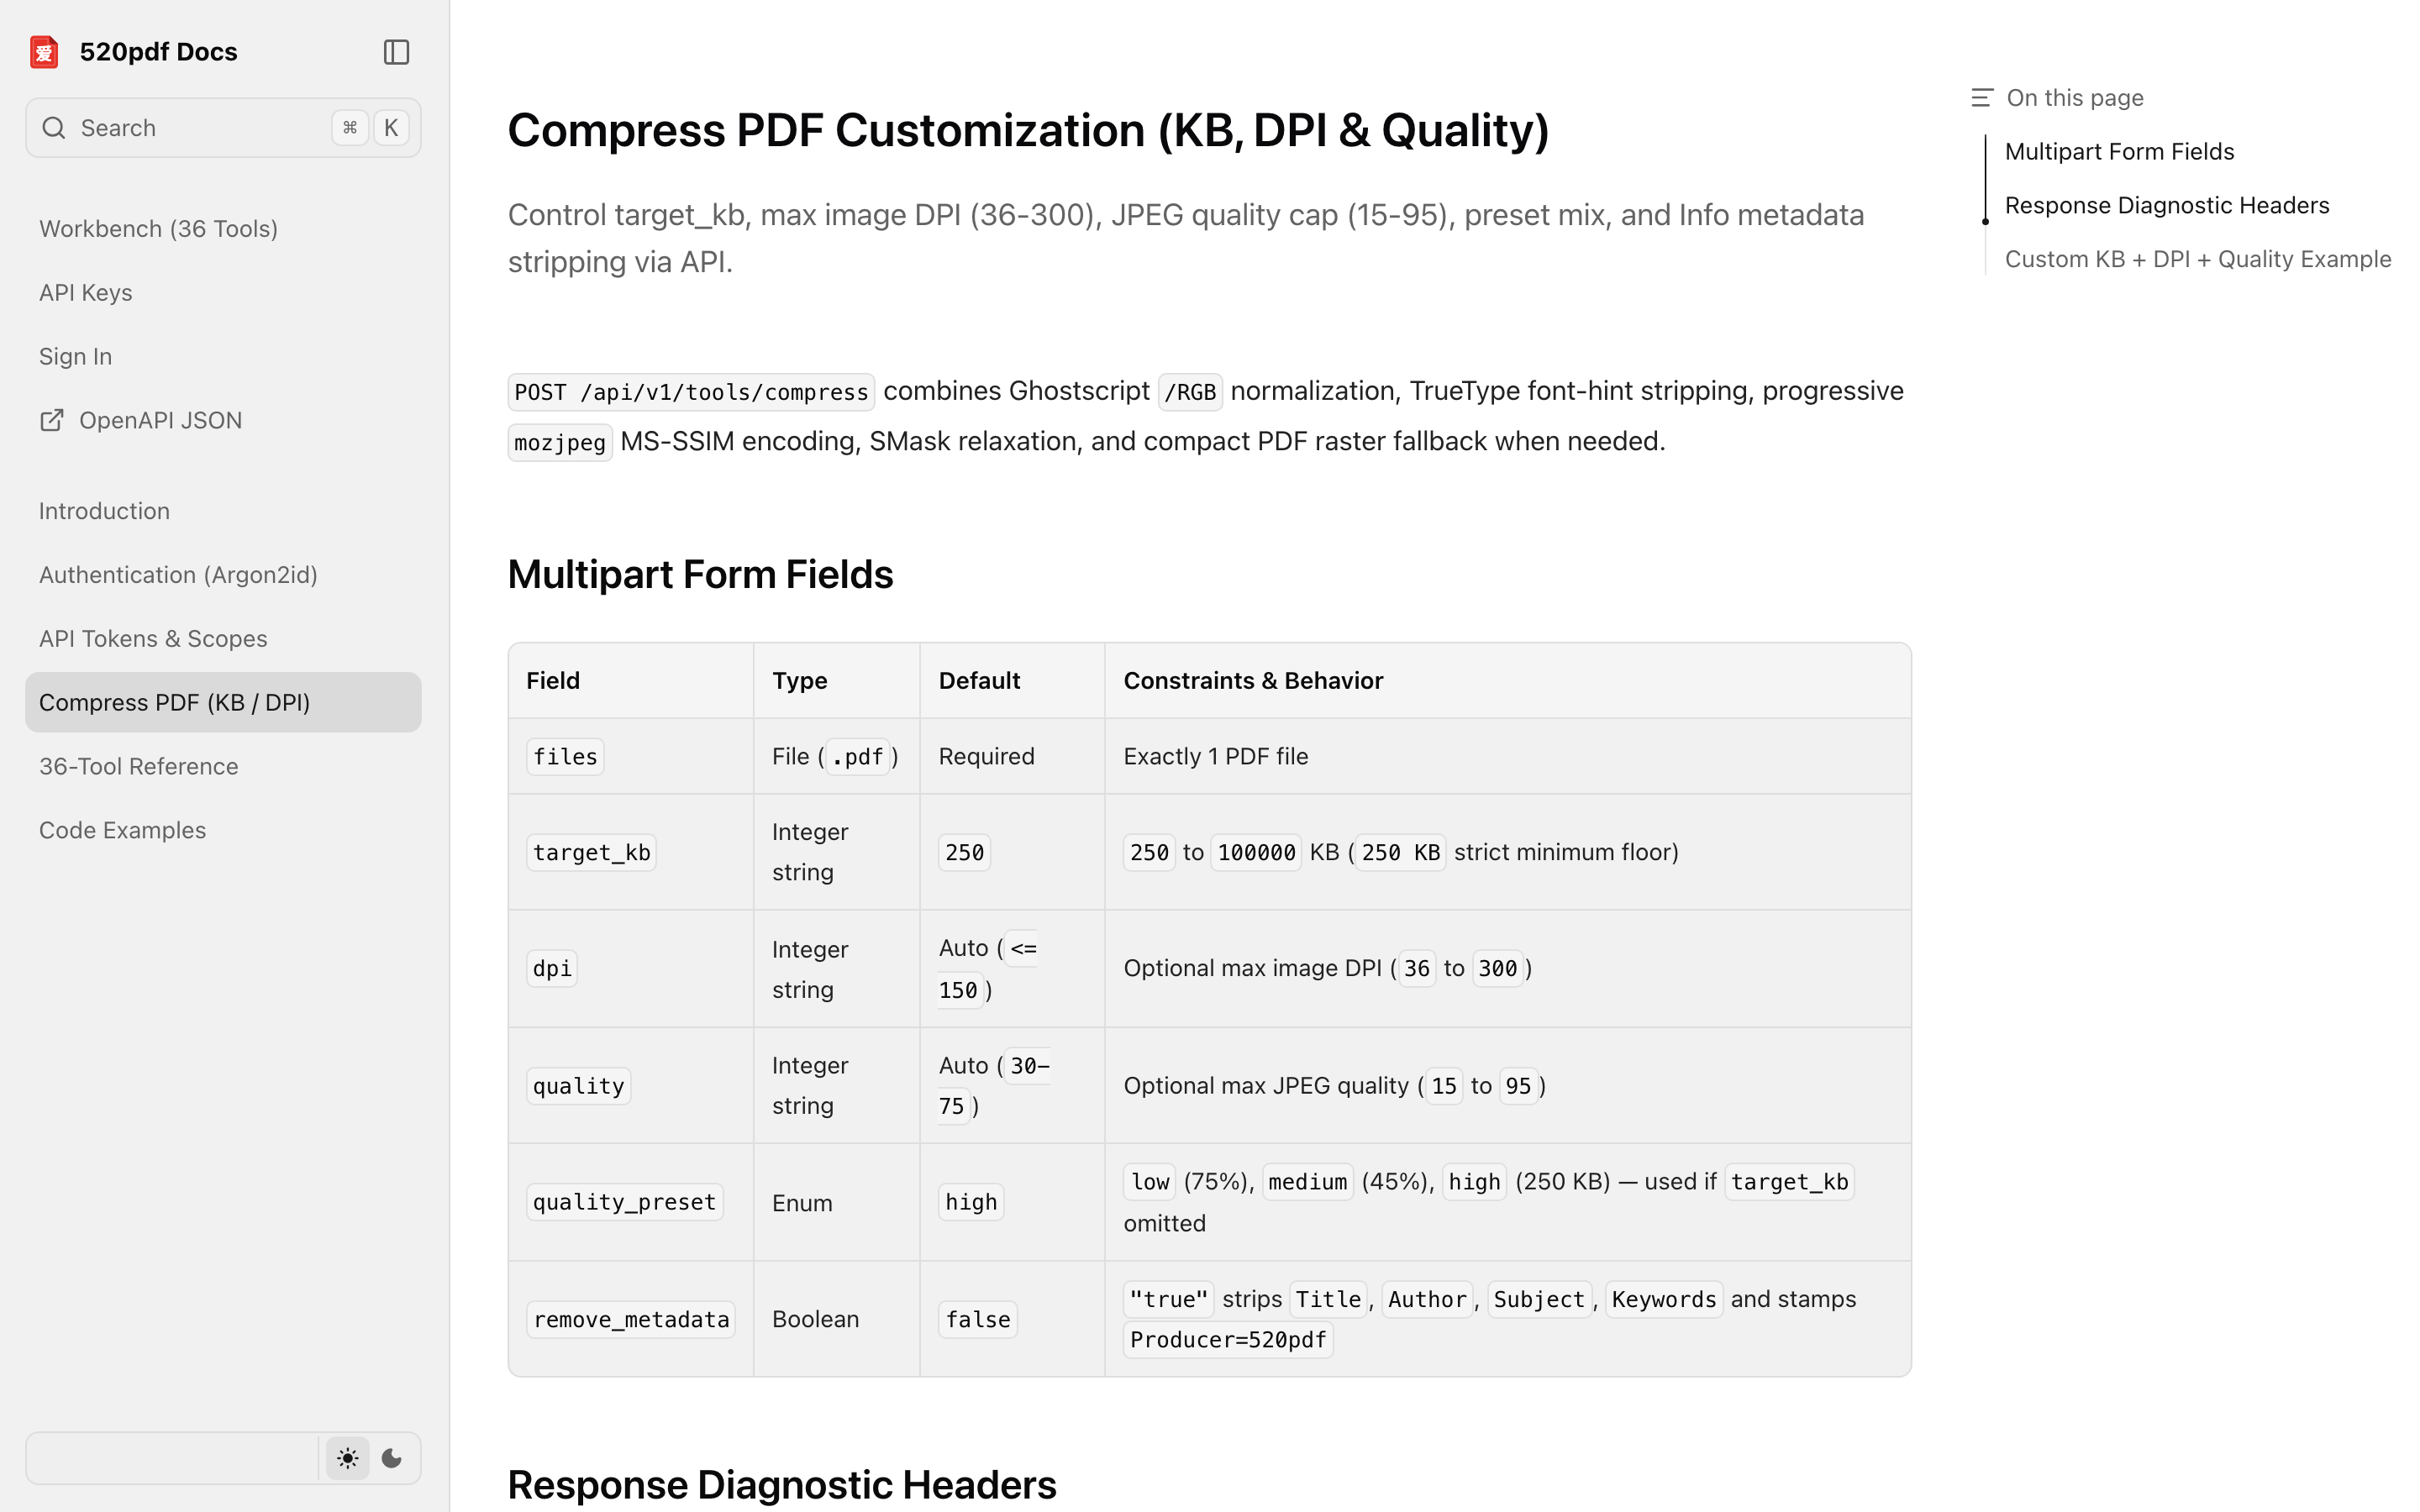 爱
520pdf Docs
Search
⌘ K
Workbench (36 Tools)
API Keys
Sign In
OpenAPI JSON
Introduction
Authentication (Argon2id)
API Tokens & Scopes
Compress PDF (KB / DPI)
36-Tool Reference
Code Examples
Compress PDF Customization (KB, DPI & Quality)
Control target_kb, max image DPI (36-300), JPEG quality cap (15-95), preset mix, and Info metadata
stripping via API.
POST /api/v1/tools/compress combines Ghostscript /RGB normalization, TrueType font-hint stripping, progressive
mozjpeg MS-SSIM encoding, SMask relaxation, and compact PDF raster fallback when needed.
Multipart Form Fields
Field Type Default Constraints & Behavior
files File (.pdf) Required Exactly 1 PDF file
target_kb Integer string 250 250 to 100000 KB (250 KB strict minimum floor)
dpi Integer string Auto (<= 150) Optional max image DPI (36 to 300)
quality Integer string Auto (30–75) Optional max JPEG quality (15 to 95)
quality_preset Enum high low (75%), medium (45%), high (250 KB) — used if target_kb
omitted
remove_metadata Boolean false "true" strips Title, Author, Subject, Keywords and stamps
Producer=520pdf
Response Diagnostic Headers
On this page
Multipart Form Fields
Response Diagnostic Headers
Custom KB + DPI + Quality Example